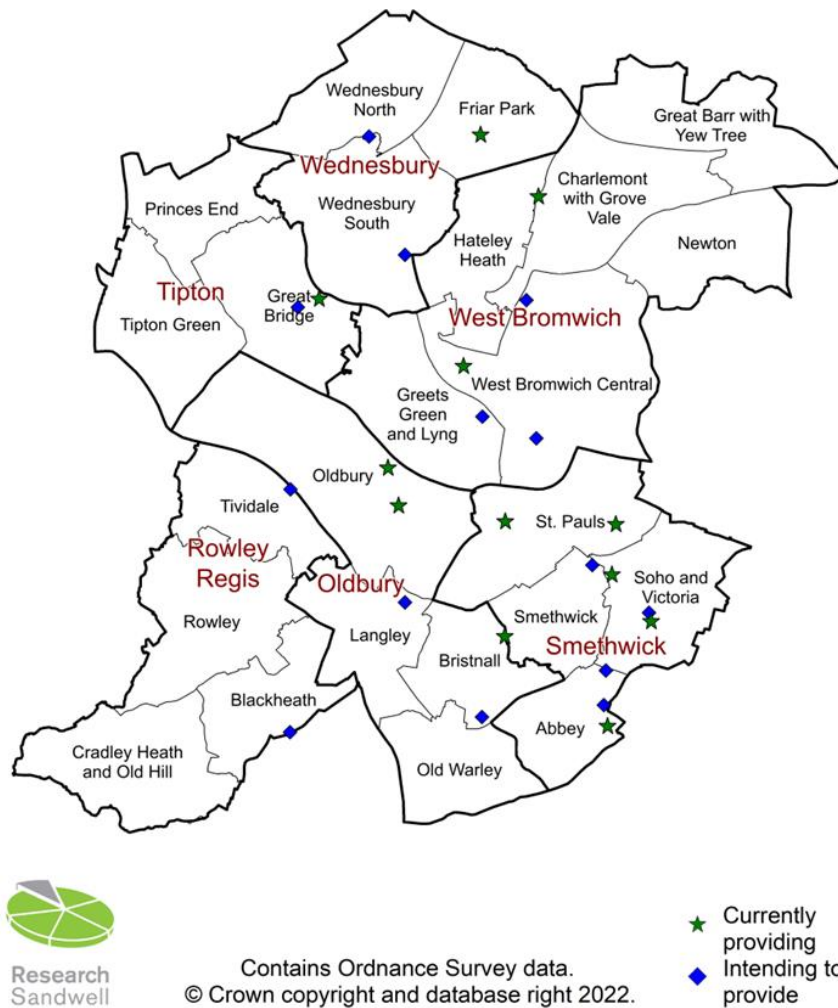 Wednesbury
North
Friar Park
Great Barr with
Yew Tree
Wednesbury
Charlemont
with Grove
Vale
Princes End
Wednesbury
South
Hateley
Heath
Newton
Tipton
Great
Bridge
Tipton Green
West Bromwich
West Bromwich Central
Greets
Green
and Lyng
Oldbury
Tividale
St. Pauls
Rowley
Regis
Oldbury
Soho and
Victoria
Smethwick
Rowley
Langley
Smethwick
Bristnall
Blackheath
Abbey
Cradley Heath
and Old Hill
Old Warley
Research
Sandwell
Contains Ordnance Survey data.
© Crown copyright and database right 2022.
Currently
providing
Intending to
provide